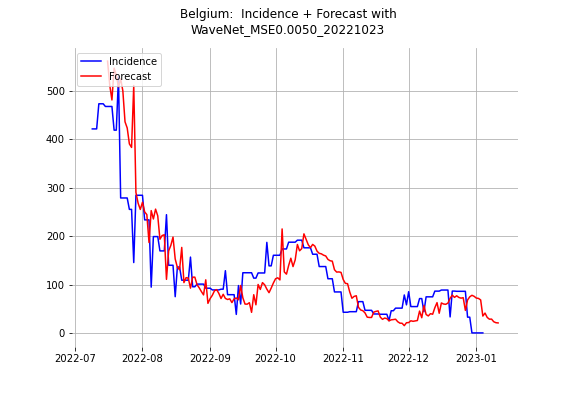 Belgium:  Incidence + Forecast with
WaveNet_MSE0.0050_20221023
Incidence
Forecast
500
400
300
200
100
0
2022-07 2022-08 2022-09 2022-10 2022-11 2022-12 2023-01